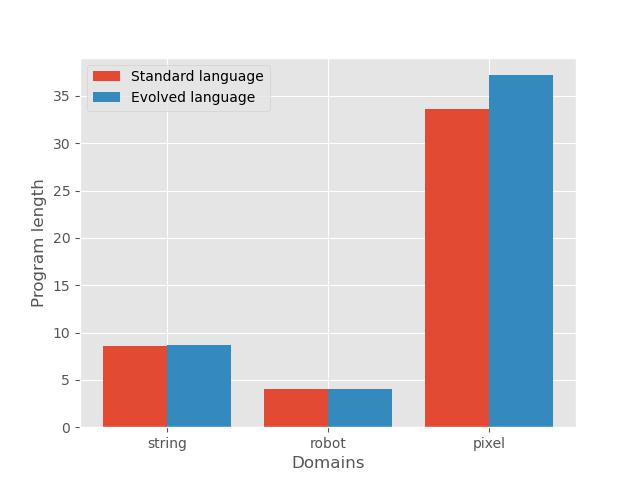 Standard language
Evolved language
35
30
25
20
15
10
5
0
Program length
string robot pixel
Domains